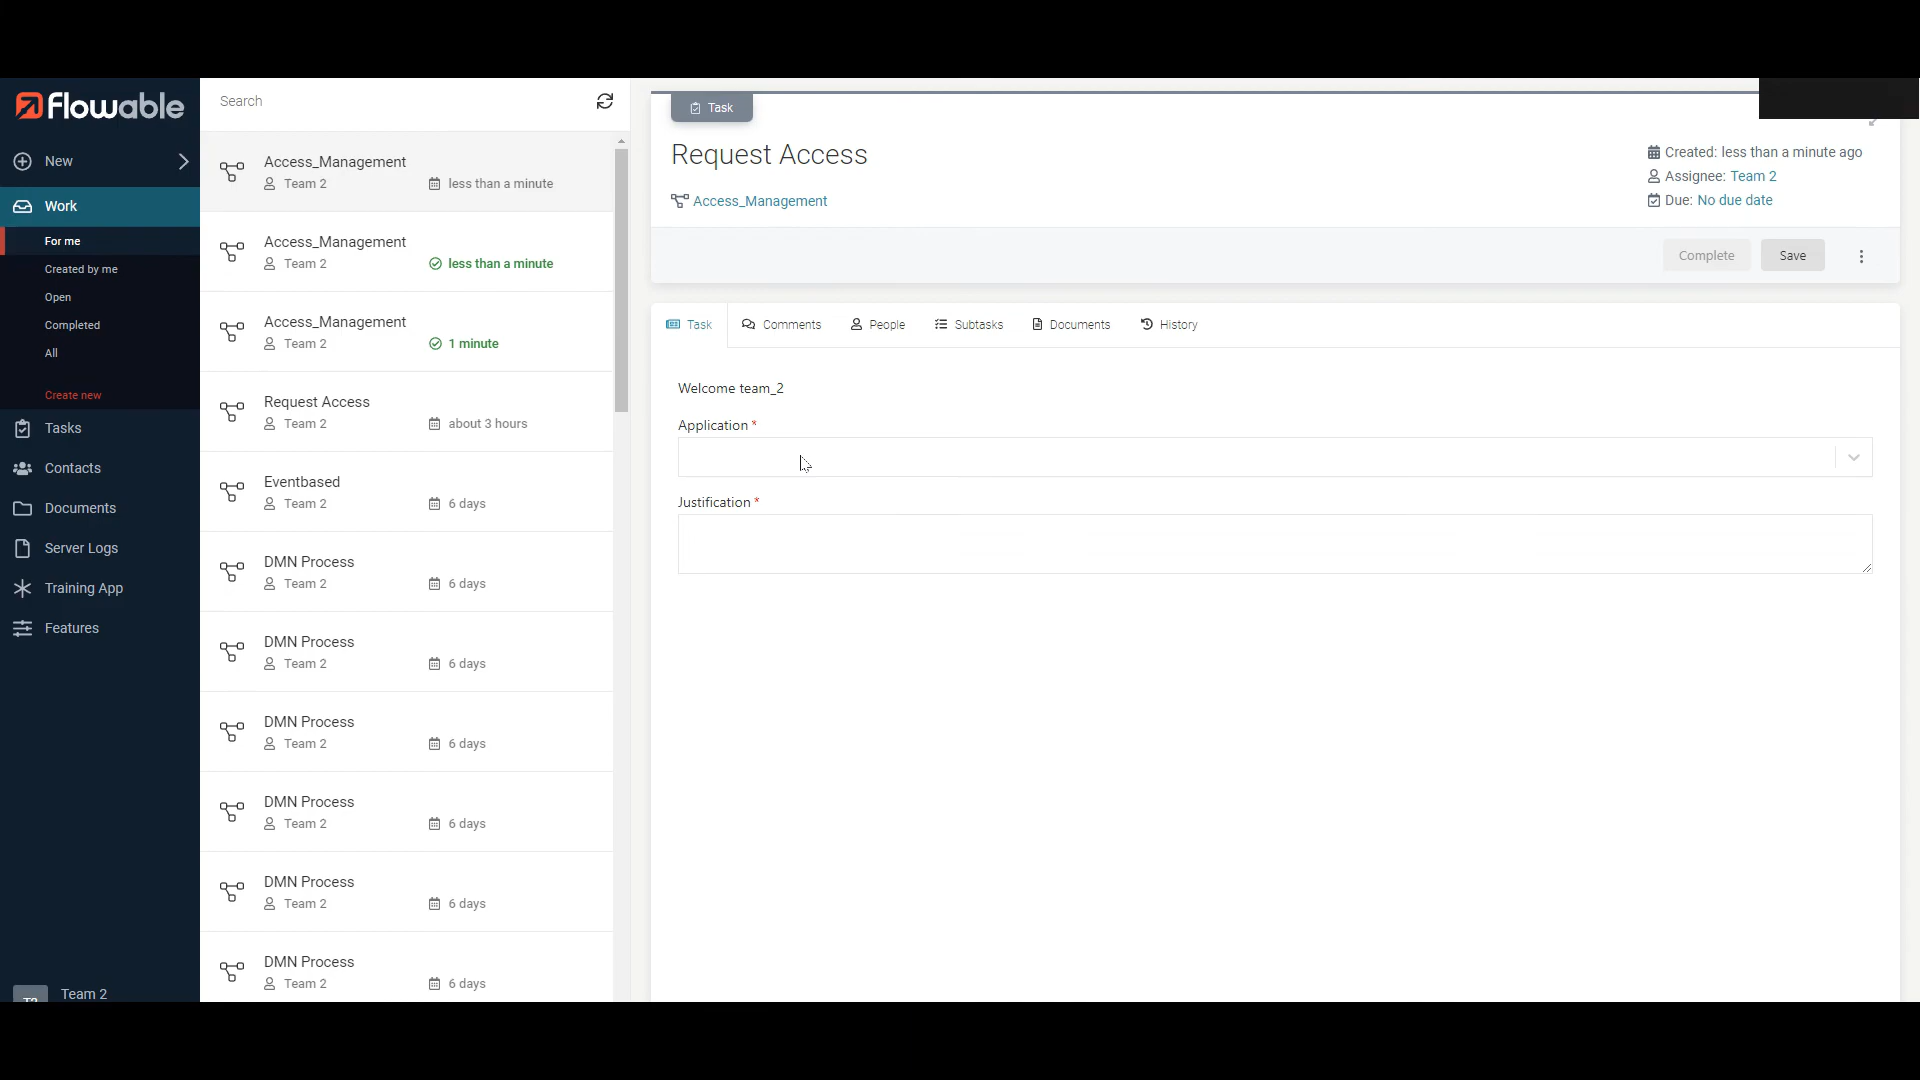 flowable
New
Work
For me
Created by me
Open
Completed
All
Create new
Tasks
Contacts
Documents
Server Logs
Training App
Features
Team 2
Search
Access_Management
Team 2 less than a minute
Access_Management
Team 2 less than a minute
Access_Management
Team 2 1 minute
Request Access
Team 2 about 3 hours
Eventbased
Team 2 6 days
DMN Process
Team 2 6 days
DMN Process
Team 2 6 days
DMN Process
Team 2 6 days
DMN Process
Team 2 6 days
DMN Process
Team 2 6 days
DMN Process
Team 2 6 days
Task
Request Access
Access_Management
Created: less than a minute ago
Assignee: Team 2
Due: No due date
Complete Save
Task Comments People Subtasks Documents History
Welcome team_2
Application *
Justification *